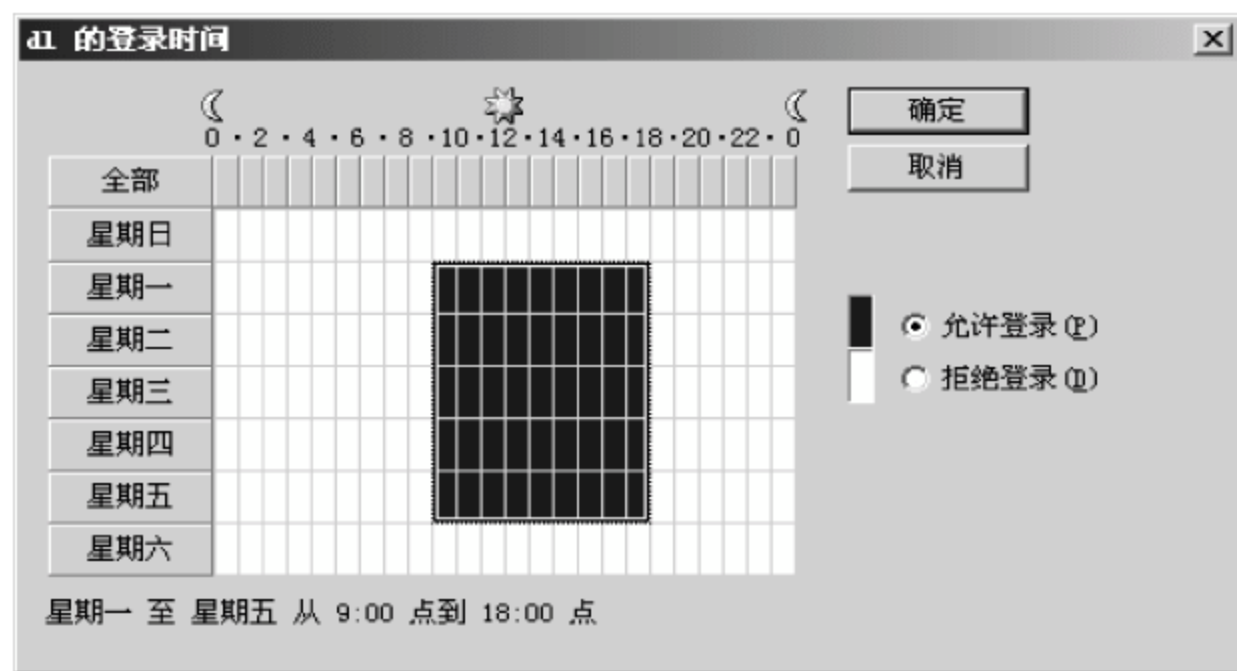 d1 的登录时间
确定
0·2·4·6·8·10·12·14·16·18·20·22·0
取消
全部
星期日
星期一
星期二
允许登录(P)
星期三
拒绝登录(D)
星期四
星期五
星期六
星期一 至 星期五 从 9:00 点到 18:00 点